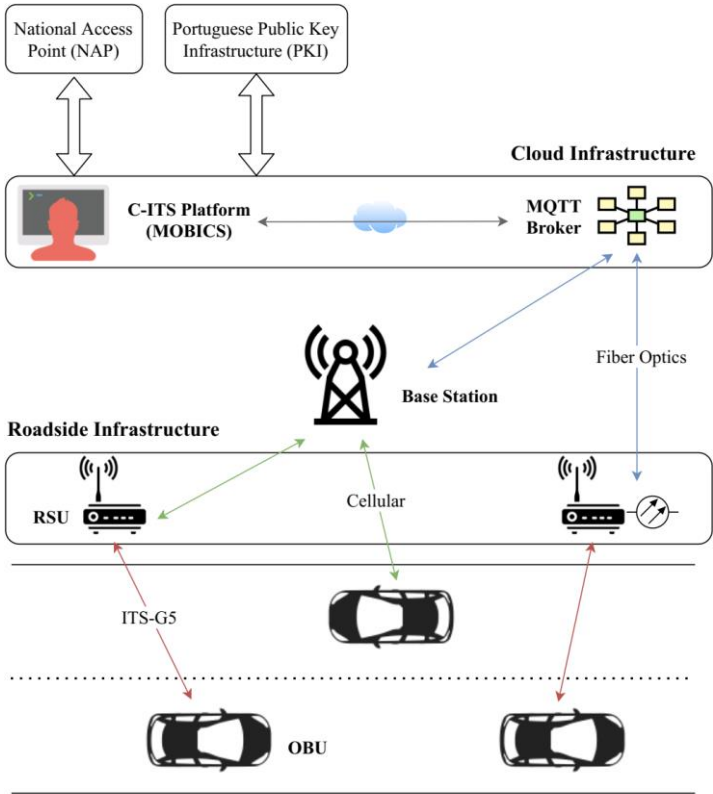 National Access
Point (NAP)
Portuguese Public Key
Infrastructure (PKI)
Cloud Infrastructure
C-ITS Platform
(MOBICS)
MQTT
Broker
Fiber Optics
Base Station
Roadside Infrastructure
RSU
Cellular
ITS-G5
OBU